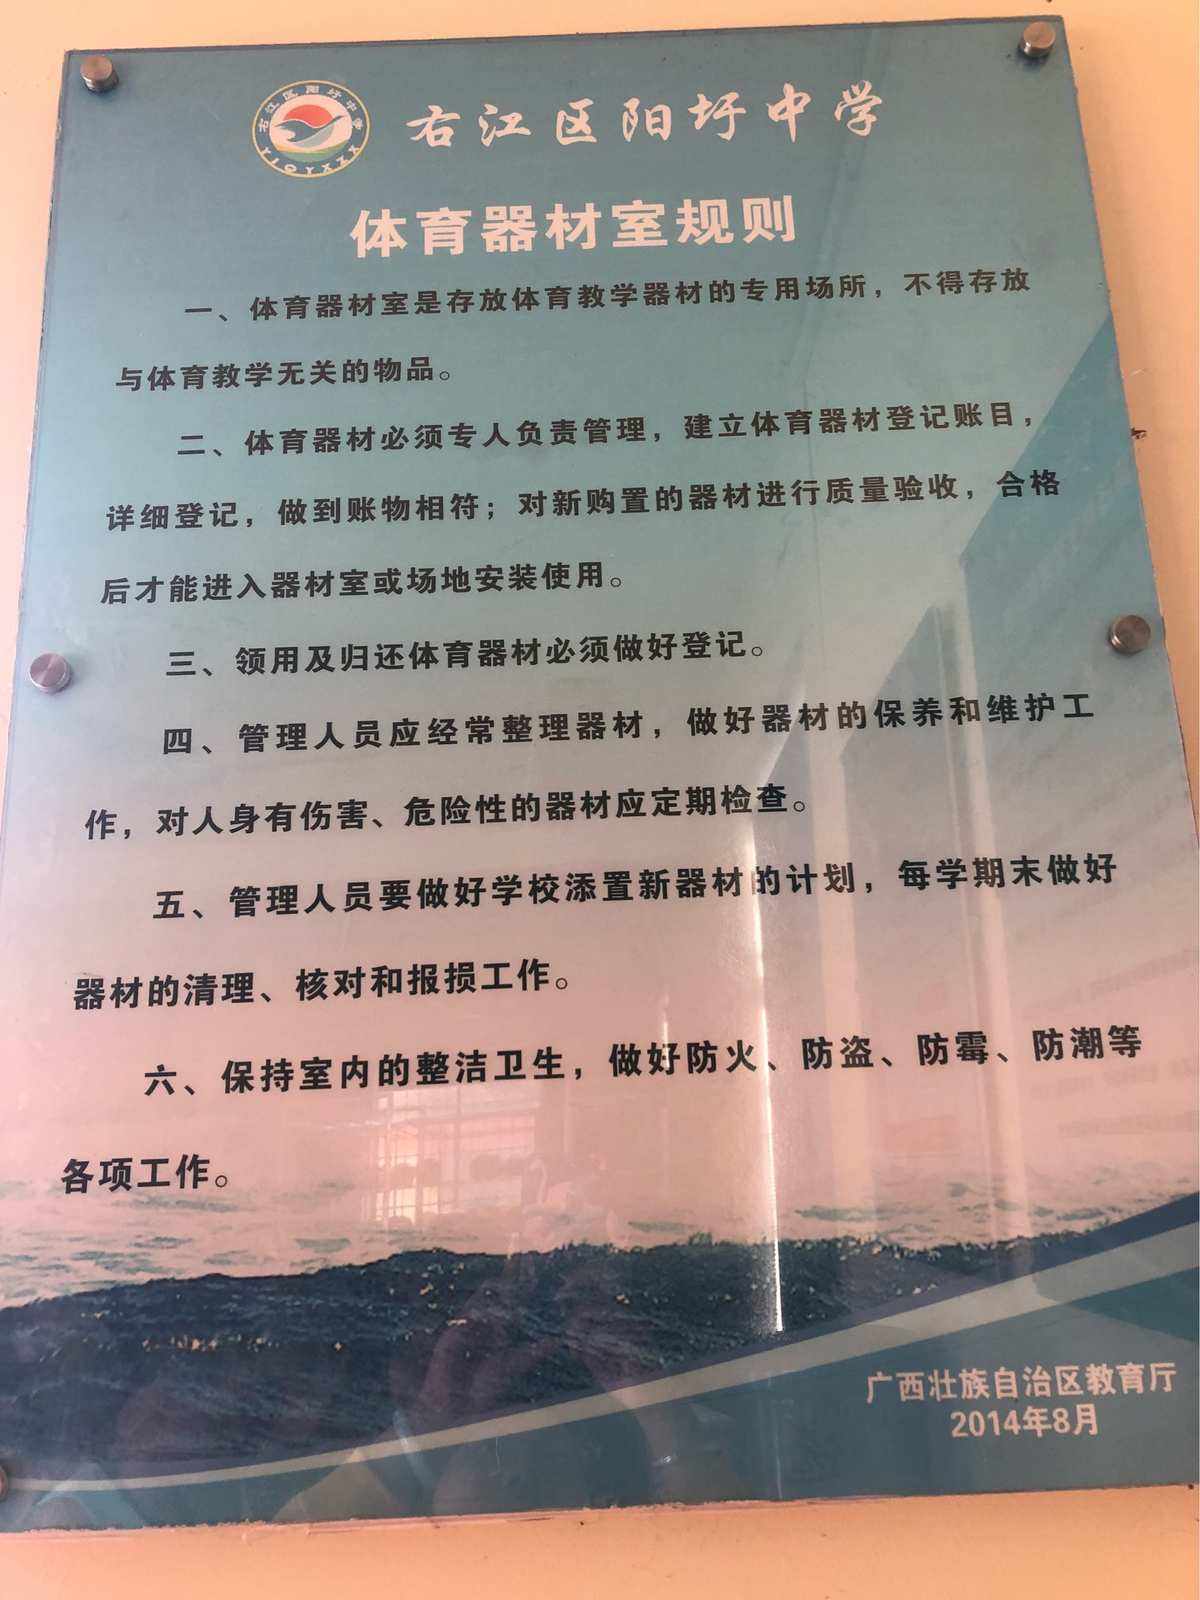 右江区阳圩中学
YJQYXZX
右江区阳圩中学
体育器材室规则
一、体育器材室是存放体育教学器材的专用场所，不得存放
与体育教学无关的物品。
二、体育器材必须专人负责管理，建立体育器材登记账目，
详细登记，做到账物相符；对新购置的器材进行质量验收，合格
后才能进入器材室或场地安装使用。
三、领用及归还体育器材必须做好登记。
四、管理人员应经常整理器材，做好器材的保养和维护工
作，对人身有伤害、危险性的器材应定期检查。
五、管理人员要做好学校添置新器材的计划，每学期末做好
器材的清理、核对和报损工作。
六、保持室内的整洁卫生，做好防火、防盗、防霉、防潮等
各项工作。
广西壮族自治区教育厅
2014年8月